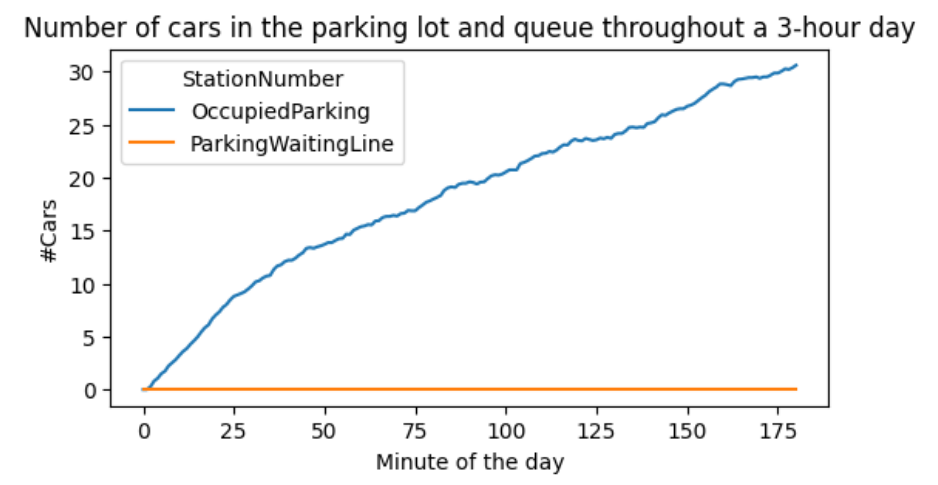 Number of cars in the parking lot and queue throughout a 3-hour day
StationNumber
OccupiedParking
ParkingWaitingLine
#Cars
30
25
20
15
10
5
0
0 25 50 75 100 125 150 175
Minute of the day